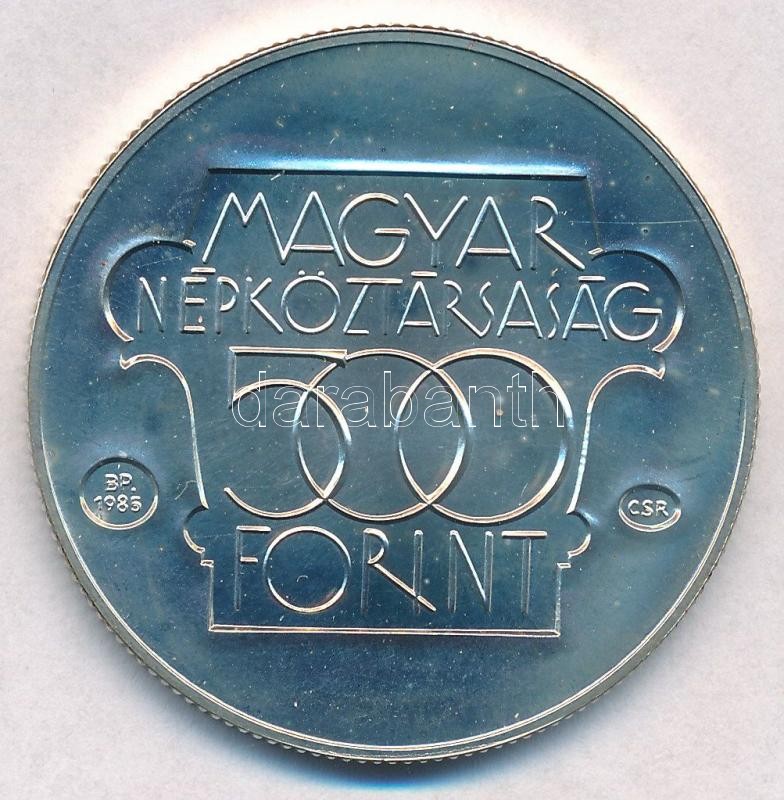 MAGYAR
NÉPKÖZTÁRSASÁG
500
darabanth
BP.
1985
CSR
FORINT